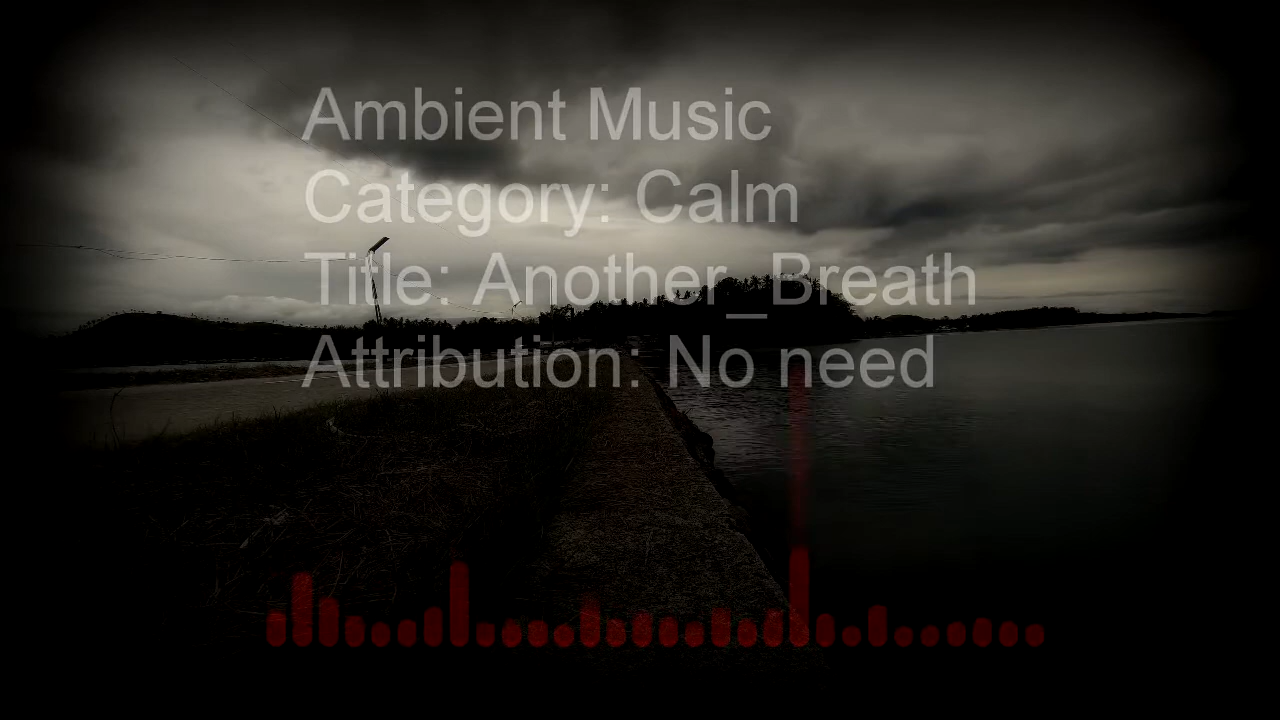 Ambient Music
Category: Calm
Title: Another_Breath
Attribution: No need